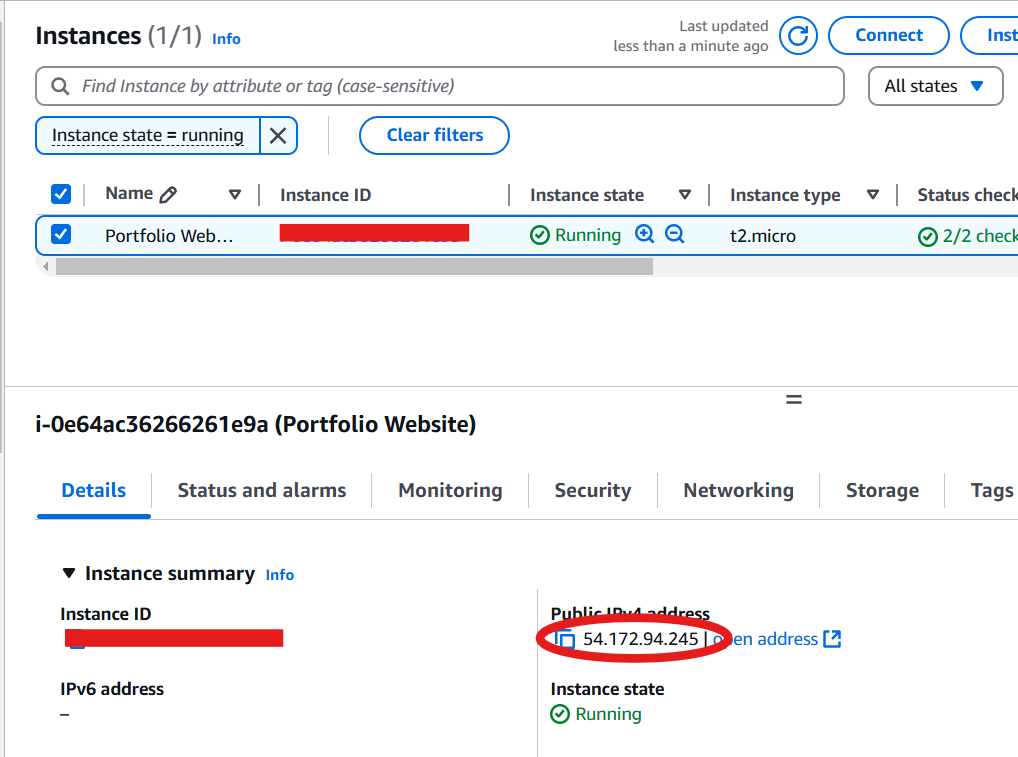 Instances (1/1) Info
Last updated
less than a minute ago
Connect
Inst
Find Instance by attribute or tag (case-sensitive)
All states
Instance state = running
Clear filters
Name
Instance ID
Instance state
Instance type
Status check
Portfolio Web…
Running
t2.micro
2/2 check
i-0e64ac36266261e9a (Portfolio Website)
Details
Status and alarms
Monitoring
Security
Networking
Storage
Tags
Instance summary Info
Instance ID
Public IPv4 address
54.172.94.245 | open address
IPv6 address
–
Instance state
Running